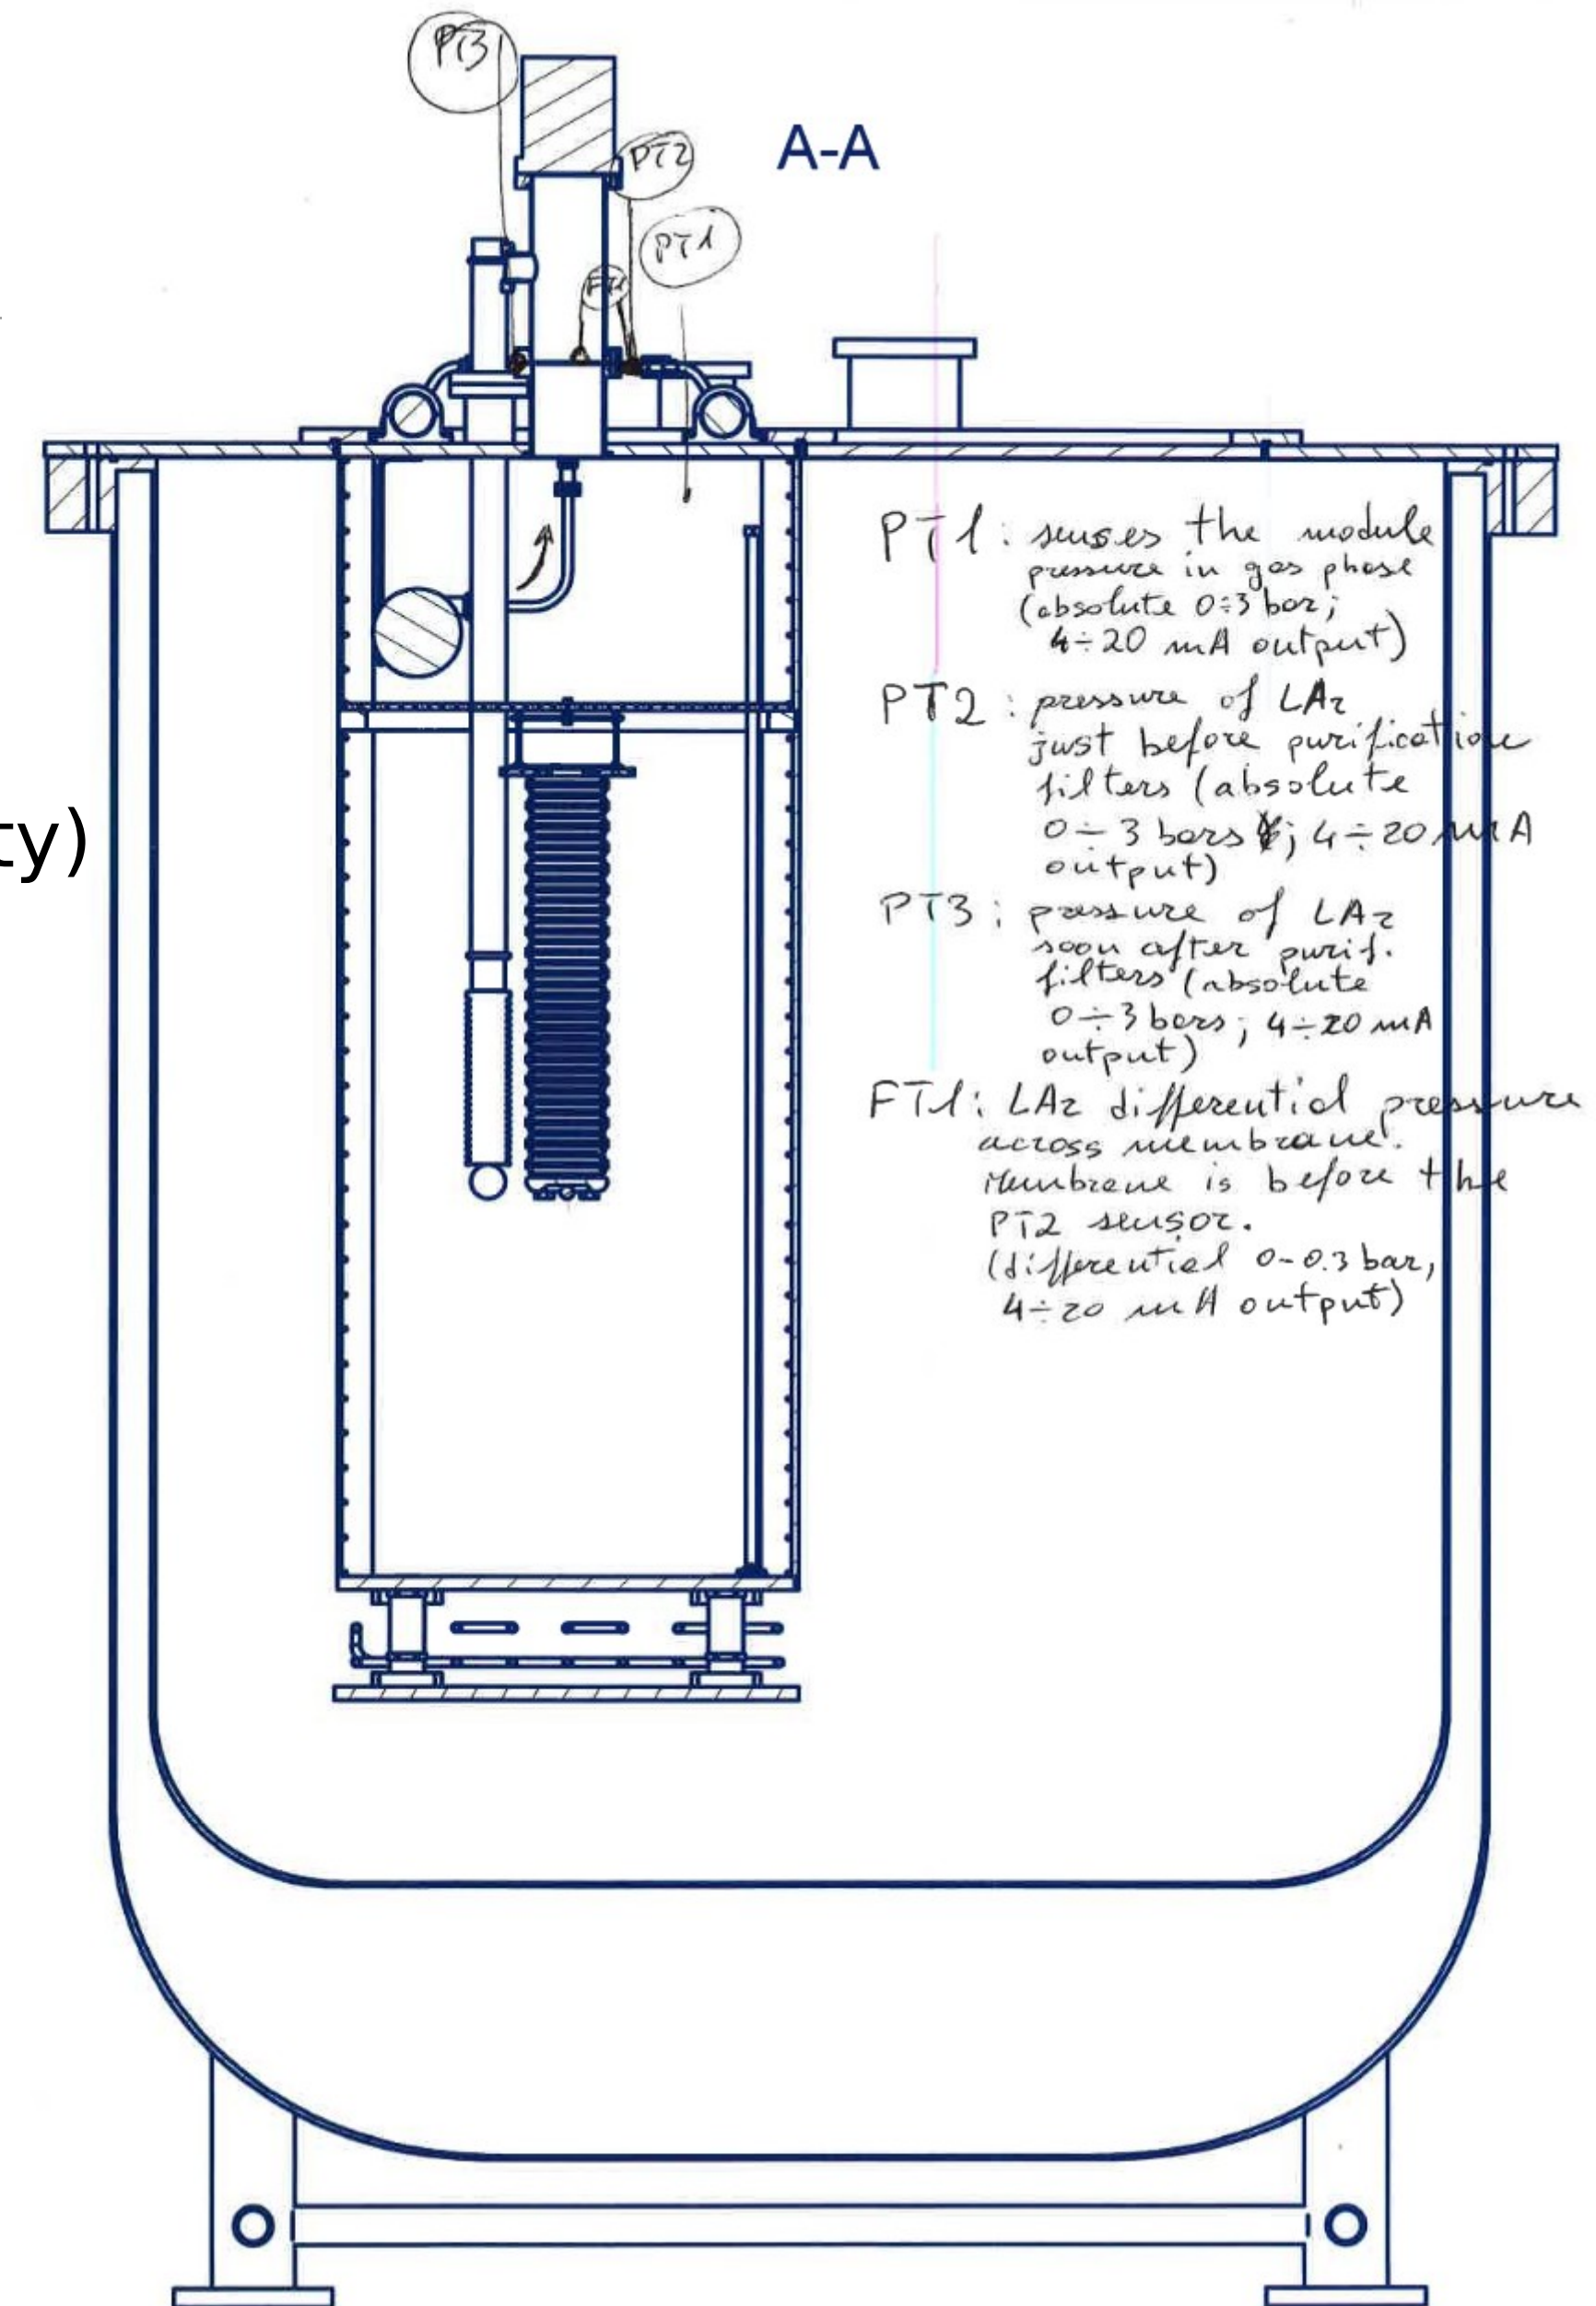 PT3
A-A
PT2
PT1
FT1
PT1: senses the module
pressure in gas phase
(absolute 0÷3 bar;
4÷20 mA output)
PT2: pressure of LAr
just before purification
filters (absolute
0÷3 bars; 4÷20 mA
output)
ty)
PT3: pressure of LAr
soon after purif.
filters (absolute
0÷3 bars; 4÷20 mA
output)
FT1: LAr differential pressure
across membrane.
Membrane is before the
PT2 sensor.
(differential 0-0.3 bar,
4÷20 mA output)